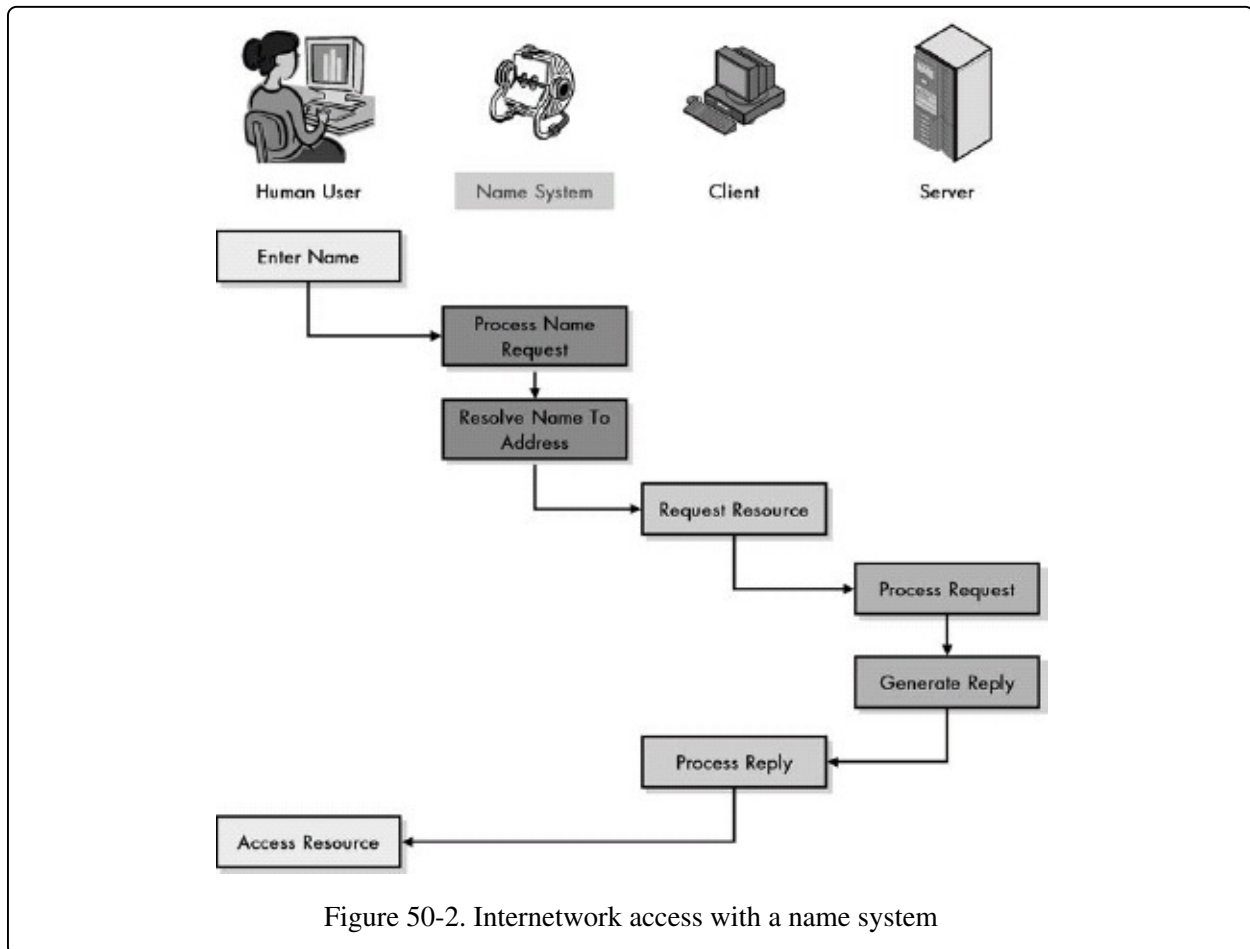 Human User
Name System
Client
Server
Enter Name
Process Name
Request
Resolve Name To
Address
Request Resource
Process Request
Generate Reply
Process Reply
Access Resource
Figure 50-2. Internetwork access with a name system